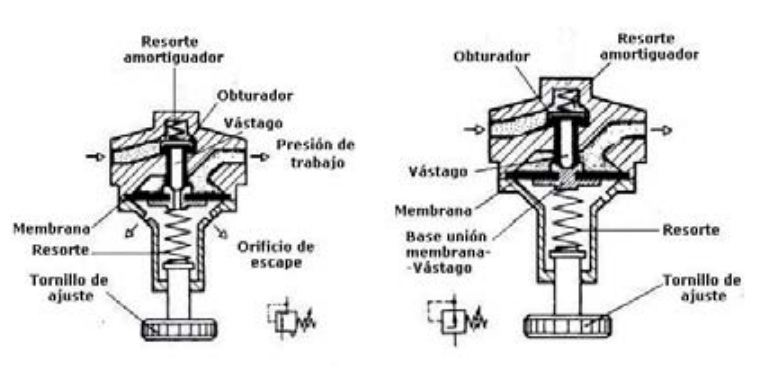 Resorte
amortiguador
Obturador
Vástago
Presión de
trabajo
Membrana
Resorte
Orificio de
escape
Tornillo de
ajuste
Resorte
amortiguador
Obturador
Vástago
Membrana
Base unión
membrana-
-Vástago
Resorte
Tornillo de
ajuste